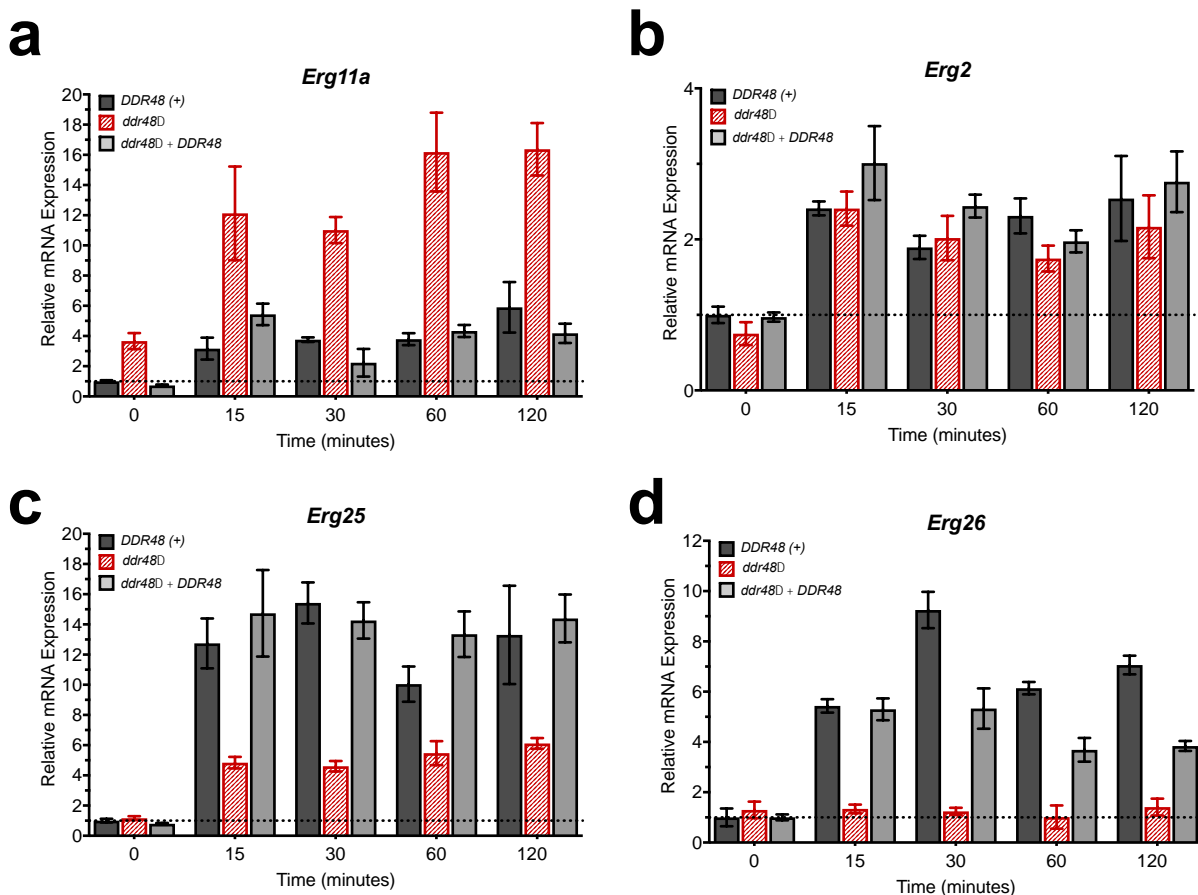 a
Erg11a
Relative mRNA Expression
20
18
16
14
12
10
8
6
4
2
0
DDR48 (+)
ddr48D
ddr48D + DDR48
0 15 30 60 120
Time (minutes)
b
Erg2
Relative mRNA Expression
4
2
0
DDR48 (+)
ddr48D
ddr48D + DDR48
0 15 30 60 120
Time (minutes)
c
Erg25
Relative mRNA Expression
20
18
16
14
12
10
8
6
4
2
0
DDR48 (+)
ddr48D
ddr48D + DDR48
0 15 30 60 120
Time (minutes)
d
Erg26
Relative mRNA Expression
12
10
8
6
4
2
0
DDR48 (+)
ddr48D
ddr48D + DDR48
0 15 30 60 120
Time (minutes)